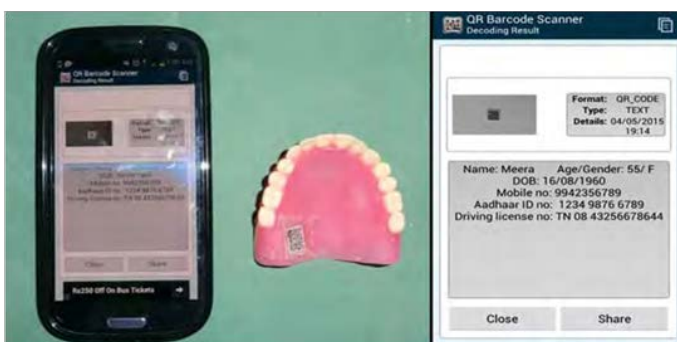 QR Barcode Scanner
Decoding Result
Close
Share
Rs250 Off On Bus Tickets
QR Barcode Scanner
Decoding Result
Format: QR_CODE
Type: TEXT
Details: 04/05/2015
19:14
Name: Meera Age/Gender: 55/ F
DOB: 16/08/1960
Mobile no: 9942356789
Aadhaar ID no: 1234 9876 6789
Driving license no: TN 08 43256678644
Close
Share